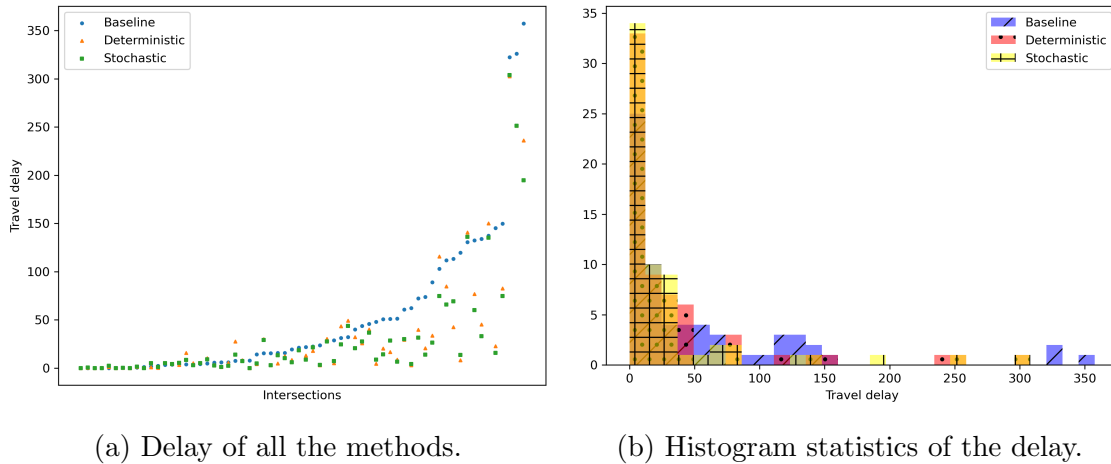 350
300
250
200
150
100
50
0
Travel delay
Baseline
Deterministic
Stochastic
Intersections
35
30
25
20
15
10
5
0
Baseline
Deterministic
Stochastic
0 50 100 150 200 250 300 350
Travel delay
(a) Delay of all the methods.
(b) Histogram statistics of the delay.